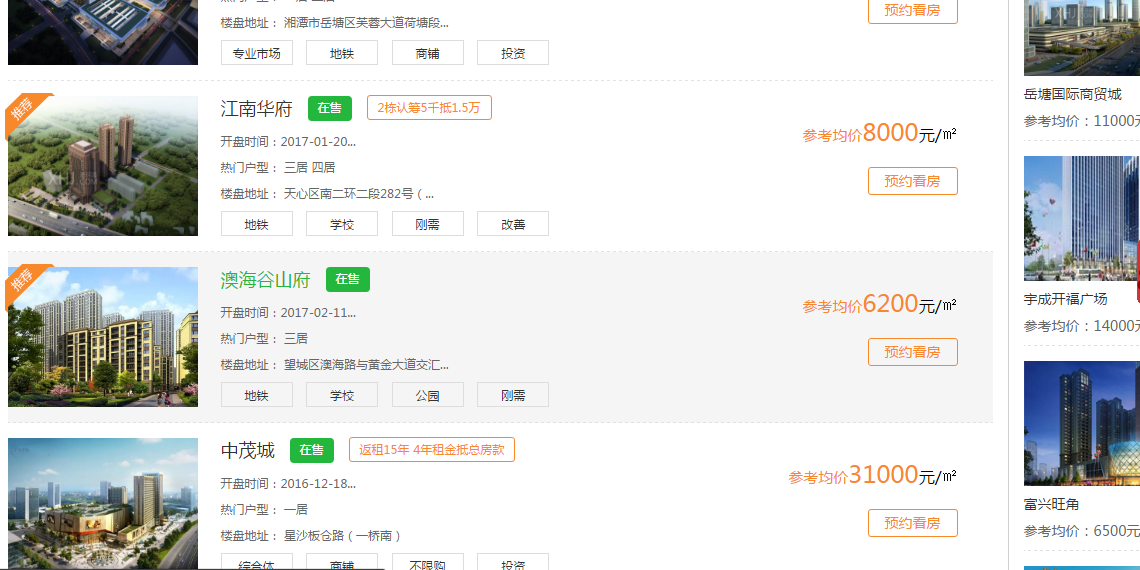 预约看房
楼盘地址： 湘潭市岳塘区芙蓉大道荷塘段...
专业市场 地铁 商铺 投资
推荐
江南华府 在售 2栋认筹5千抵1.5万
开盘时间：2017-01-20...
热门户型： 三居 四居
楼盘地址： 天心区南二环二段282号（...
地铁 学校 刚需 改善
参考均价8000元/㎡
预约看房
推荐
澳海谷山府 在售
开盘时间：2017-02-11...
热门户型： 三居
楼盘地址： 望城区澳海路与黄金大道交汇...
地铁 学校 公园 刚需
参考均价6200元/㎡
预约看房
中茂城 在售 返租15年 4年租金抵总房款
开盘时间：2016-12-18...
热门户型： 一居
楼盘地址： 星沙板仓路（一桥南）
综合体 商铺 不限购 投资
参考均价31000元/㎡
预约看房
岳塘国际商贸城
参考均价：11000元
宇成开福广场
参考均价：14000元
富兴旺角
参考均价：6500元